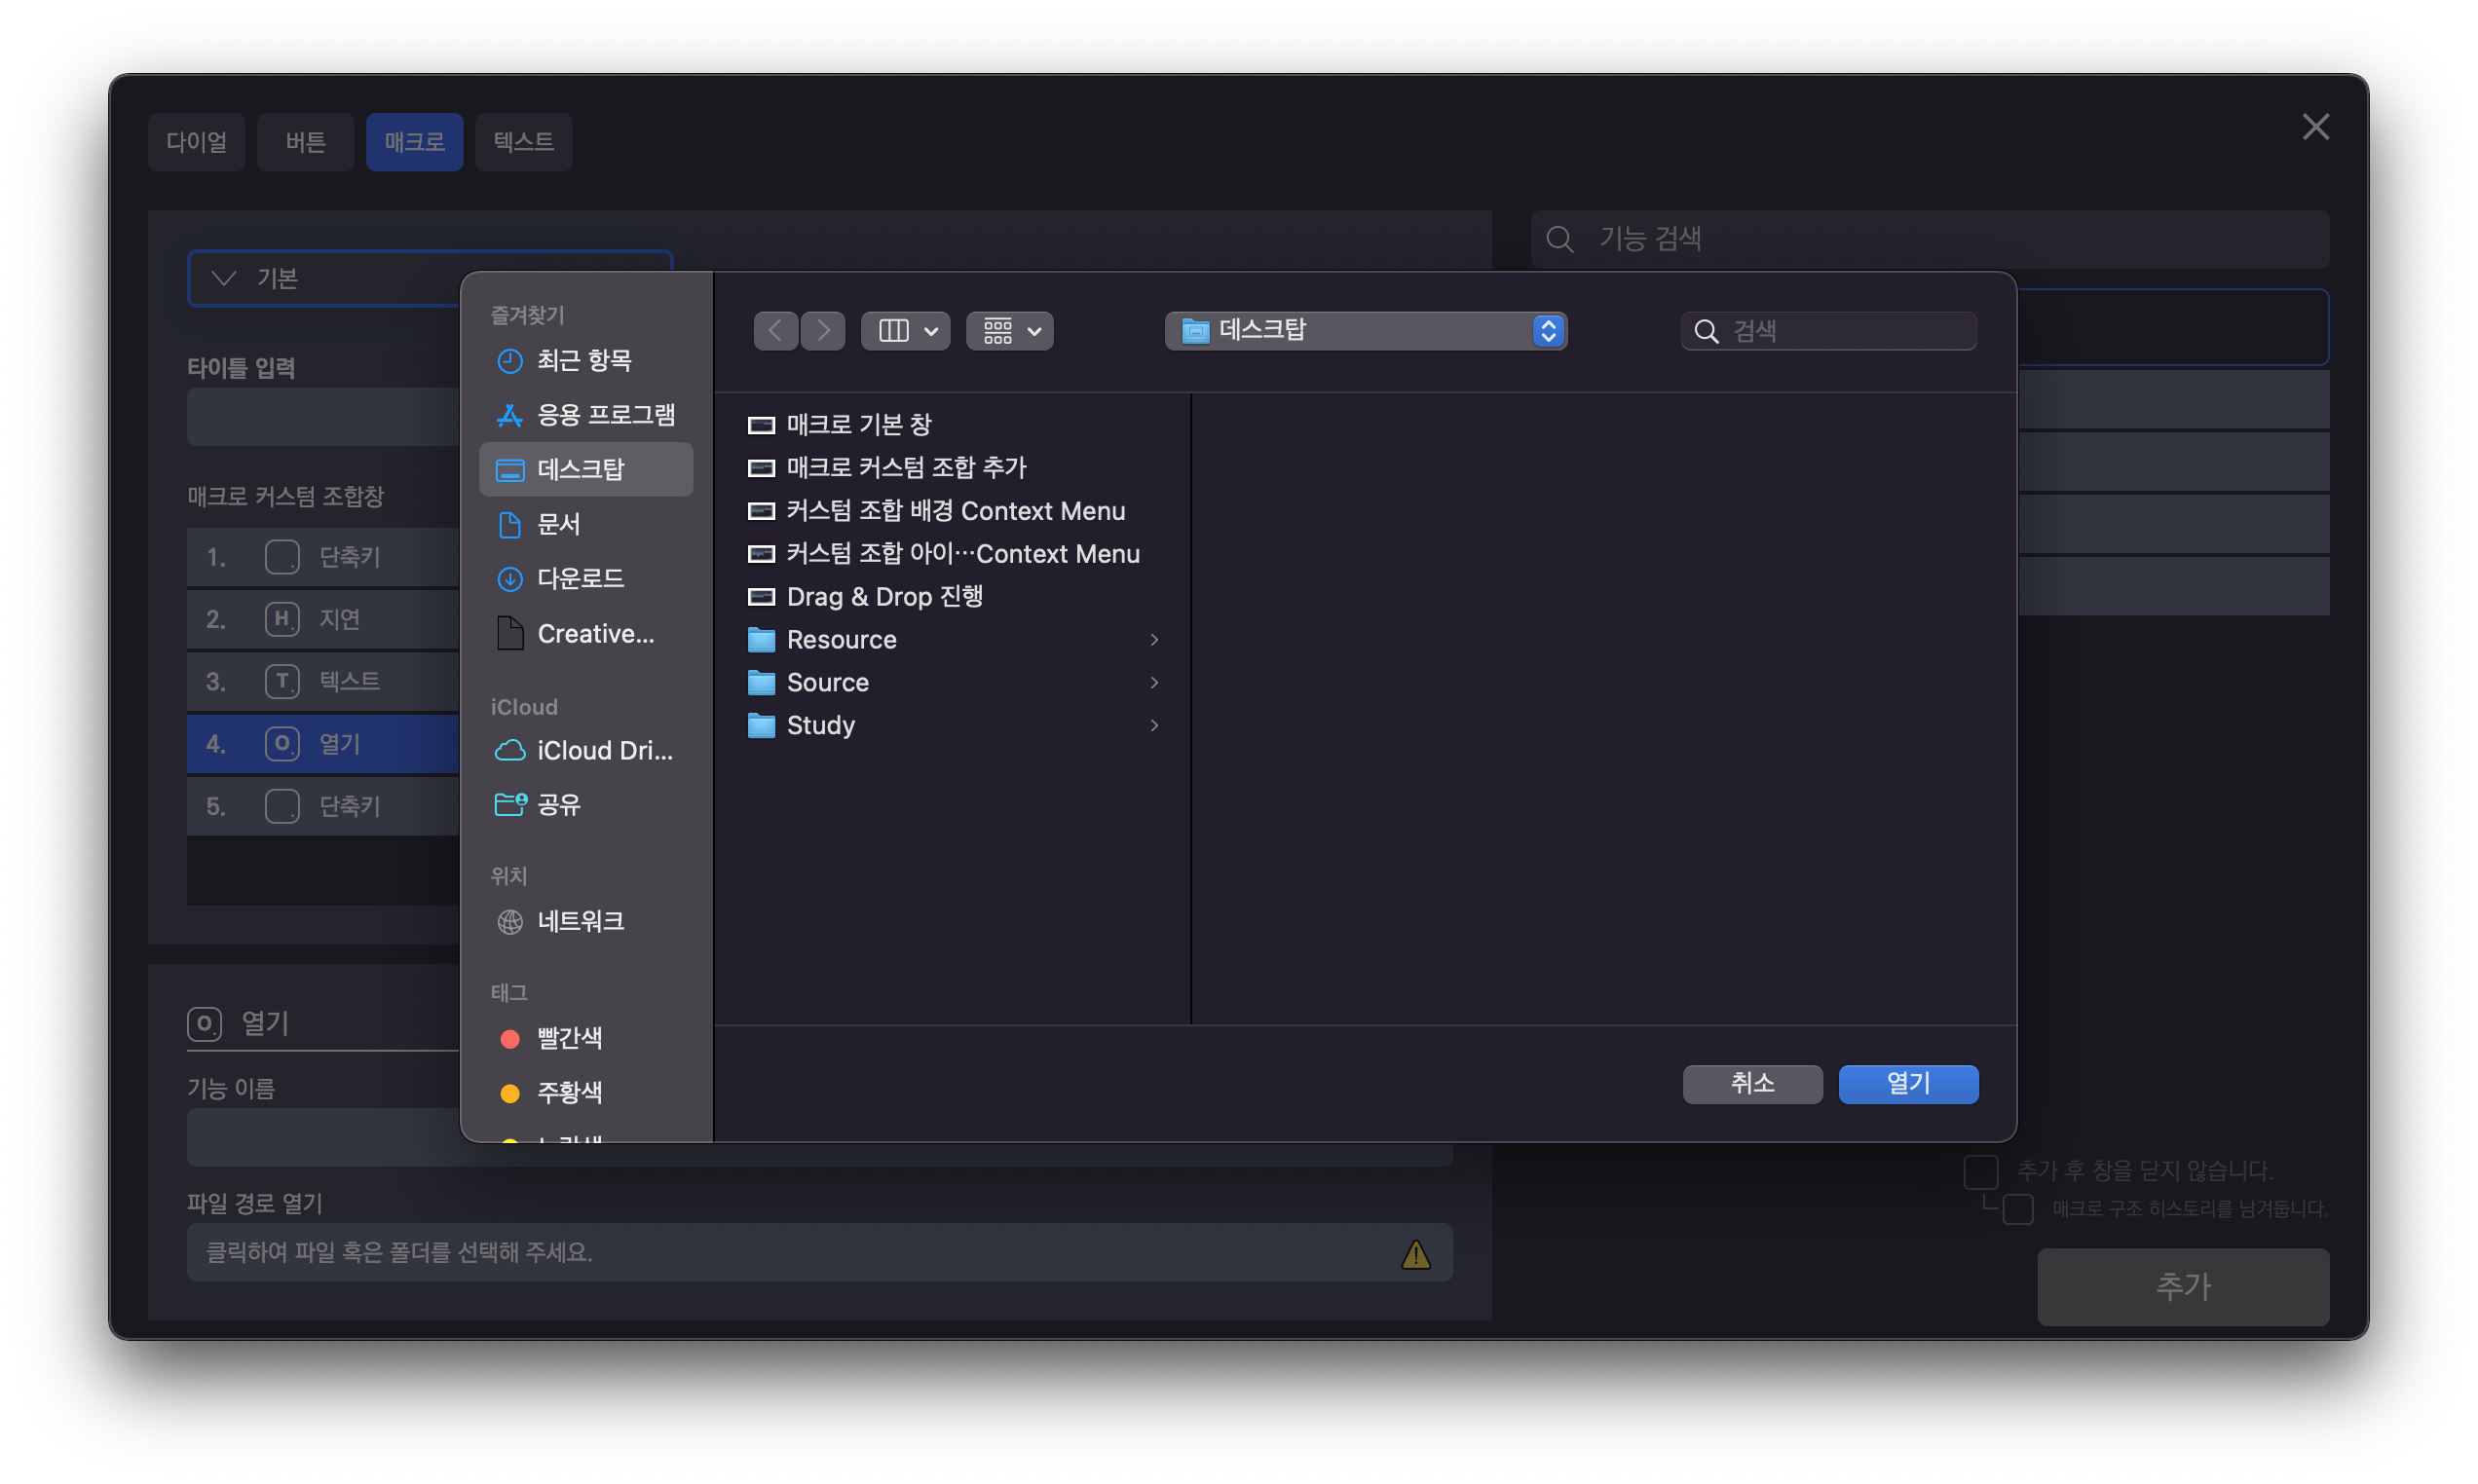 다이얼
버튼
매크로
텍스트
기능 검색
기본
타이틀 입력
매크로 커스텀 조합창
1. 단축키
2. H. 지연
3. T. 텍스트
4. O. 열기
5. 단축키
즐겨찾기
최근 항목
응용 프로그램
데스크탑
문서
다운로드
Creative...
iCloud
iCloud Dri...
공유
위치
네트워크
태그
빨간색
주황색
데스크탑
검색
매크로 기본 창
매크로 커스텀 조합 추가
커스텀 조합 배경 Context Menu
커스텀 조합 아이⋯Context Menu
Drag & Drop 진행
Resource
Source
Study
취소
열기
O. 열기
기능 이름
파일 경로 열기
클릭하여 파일 혹은 폴더를 선택해 주세요.
추가 후 창을 닫지 않습니다.
매크로 구조 히스토리를 남겨둡니다.
추가